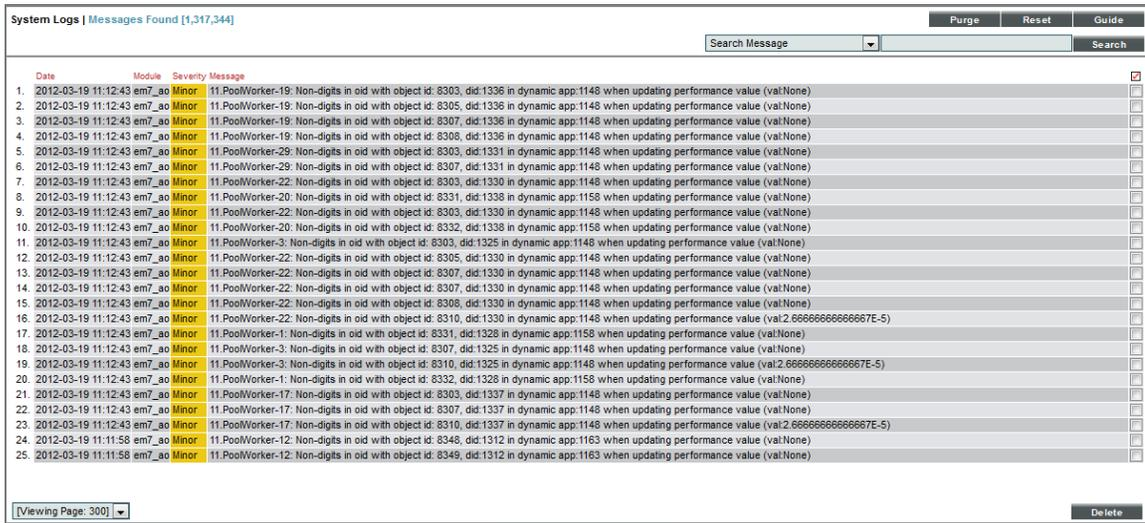 System Logs | Messages Found [1,317,344] Purge Reset Guide
Search Message Search
Date Module Severity Message
1. 2012-03-19 11:12:43 em7_ao Minor 11.PoolWorker-19: Non-digits in oid with object id: 8303, did:1336 in dynamic app:1148 when updating performance value (val:None)
2. 2012-03-19 11:12:43 em7_ao Minor 11.PoolWorker-19: Non-digits in oid with object id: 8305, did:1336 in dynamic app:1148 when updating performance value (val:None)
3. 2012-03-19 11:12:43 em7_ao Minor 11.PoolWorker-19: Non-digits in oid with object id: 8307, did:1336 in dynamic app:1148 when updating performance value (val:None)
4. 2012-03-19 11:12:43 em7_ao Minor 11.PoolWorker-19: Non-digits in oid with object id: 8308, did:1336 in dynamic app:1148 when updating performance value (val:None)
5. 2012-03-19 11:12:43 em7_ao Minor 11.PoolWorker-29: Non-digits in oid with object id: 8303, did:1331 in dynamic app:1148 when updating performance value (val:None)
6. 2012-03-19 11:12:43 em7_ao Minor 11.PoolWorker-29: Non-digits in oid with object id: 8307, did:1331 in dynamic app:1148 when updating performance value (val:None)
7. 2012-03-19 11:12:43 em7_ao Minor 11.PoolWorker-22: Non-digits in oid with object id: 8303, did:1330 in dynamic app:1148 when updating performance value (val:None)
8. 2012-03-19 11:12:43 em7_ao Minor 11.PoolWorker-20: Non-digits in oid with object id: 8331, did:1338 in dynamic app:1158 when updating performance value (val:None)
9. 2012-03-19 11:12:43 em7_ao Minor 11.PoolWorker-22: Non-digits in oid with object id: 8303, did:1330 in dynamic app:1148 when updating performance value (val:None)
10. 2012-03-19 11:12:43 em7_ao Minor 11.PoolWorker-20: Non-digits in oid with object id: 8332, did:1338 in dynamic app:1158 when updating performance value (val:None)
11. 2012-03-19 11:12:43 em7_ao Minor 11.PoolWorker-3: Non-digits in oid with object id: 8303, did:1325 in dynamic app:1148 when updating performance value (val:None)
12. 2012-03-19 11:12:43 em7_ao Minor 11.PoolWorker-22: Non-digits in oid with object id: 8305, did:1330 in dynamic app:1148 when updating performance value (val:None)
13. 2012-03-19 11:12:43 em7_ao Minor 11.PoolWorker-22: Non-digits in oid with object id: 8307, did:1330 in dynamic app:1148 when updating performance value (val:None)
14. 2012-03-19 11:12:43 em7_ao Minor 11.PoolWorker-22: Non-digits in oid with object id: 8307, did:1330 in dynamic app:1148 when updating performance value (val:None)
15. 2012-03-19 11:12:43 em7_ao Minor 11.PoolWorker-22: Non-digits in oid with object id: 8308, did:1330 in dynamic app:1148 when updating performance value (val:None)
16. 2012-03-19 11:12:43 em7_ao Minor 11.PoolWorker-22: Non-digits in oid with object id: 8310, did:1330 in dynamic app:1148 when updating performance value (val:2.66666666666667E-5)
17. 2012-03-19 11:12:43 em7_ao Minor 11.PoolWorker-1: Non-digits in oid with object id: 8331, did:1328 in dynamic app:1158 when updating performance value (val:None)
18. 2012-03-19 11:12:43 em7_ao Minor 11.PoolWorker-3: Non-digits in oid with object id: 8307, did:1325 in dynamic app:1148 when updating performance value (val:None)
19. 2012-03-19 11:12:43 em7_ao Minor 11.PoolWorker-3: Non-digits in oid with object id: 8310, did:1325 in dynamic app:1148 when updating performance value (val:2.66666666666667E-5)
20. 2012-03-19 11:12:43 em7_ao Minor 11.PoolWorker-1: Non-digits in oid with object id: 8332, did:1328 in dynamic app:1158 when updating performance value (val:None)
21. 2012-03-19 11:12:43 em7_ao Minor 11.PoolWorker-17: Non-digits in oid with object id: 8303, did:1337 in dynamic app:1148 when updating performance value (val:None)
22. 2012-03-19 11:12:43 em7_ao Minor 11.PoolWorker-17: Non-digits in oid with object id: 8307, did:1337 in dynamic app:1148 when updating performance value (val:None)
23. 2012-03-19 11:12:43 em7_ao Minor 11.PoolWorker-17: Non-digits in oid with object id: 8310, did:1337 in dynamic app:1148 when updating performance value (val:2.66666666666667E-5)
24. 2012-03-19 11:11:58 em7_ao Minor 11.PoolWorker-12: Non-digits in oid with object id: 8348, did:1312 in dynamic app:1163 when updating performance value (val:None)
25. 2012-03-19 11:11:58 em7_ao Minor 11.PoolWorker-12: Non-digits in oid with object id: 8349, did:1312 in dynamic app:1163 when updating performance value (val:None)
[Viewing Page: 300] Delete